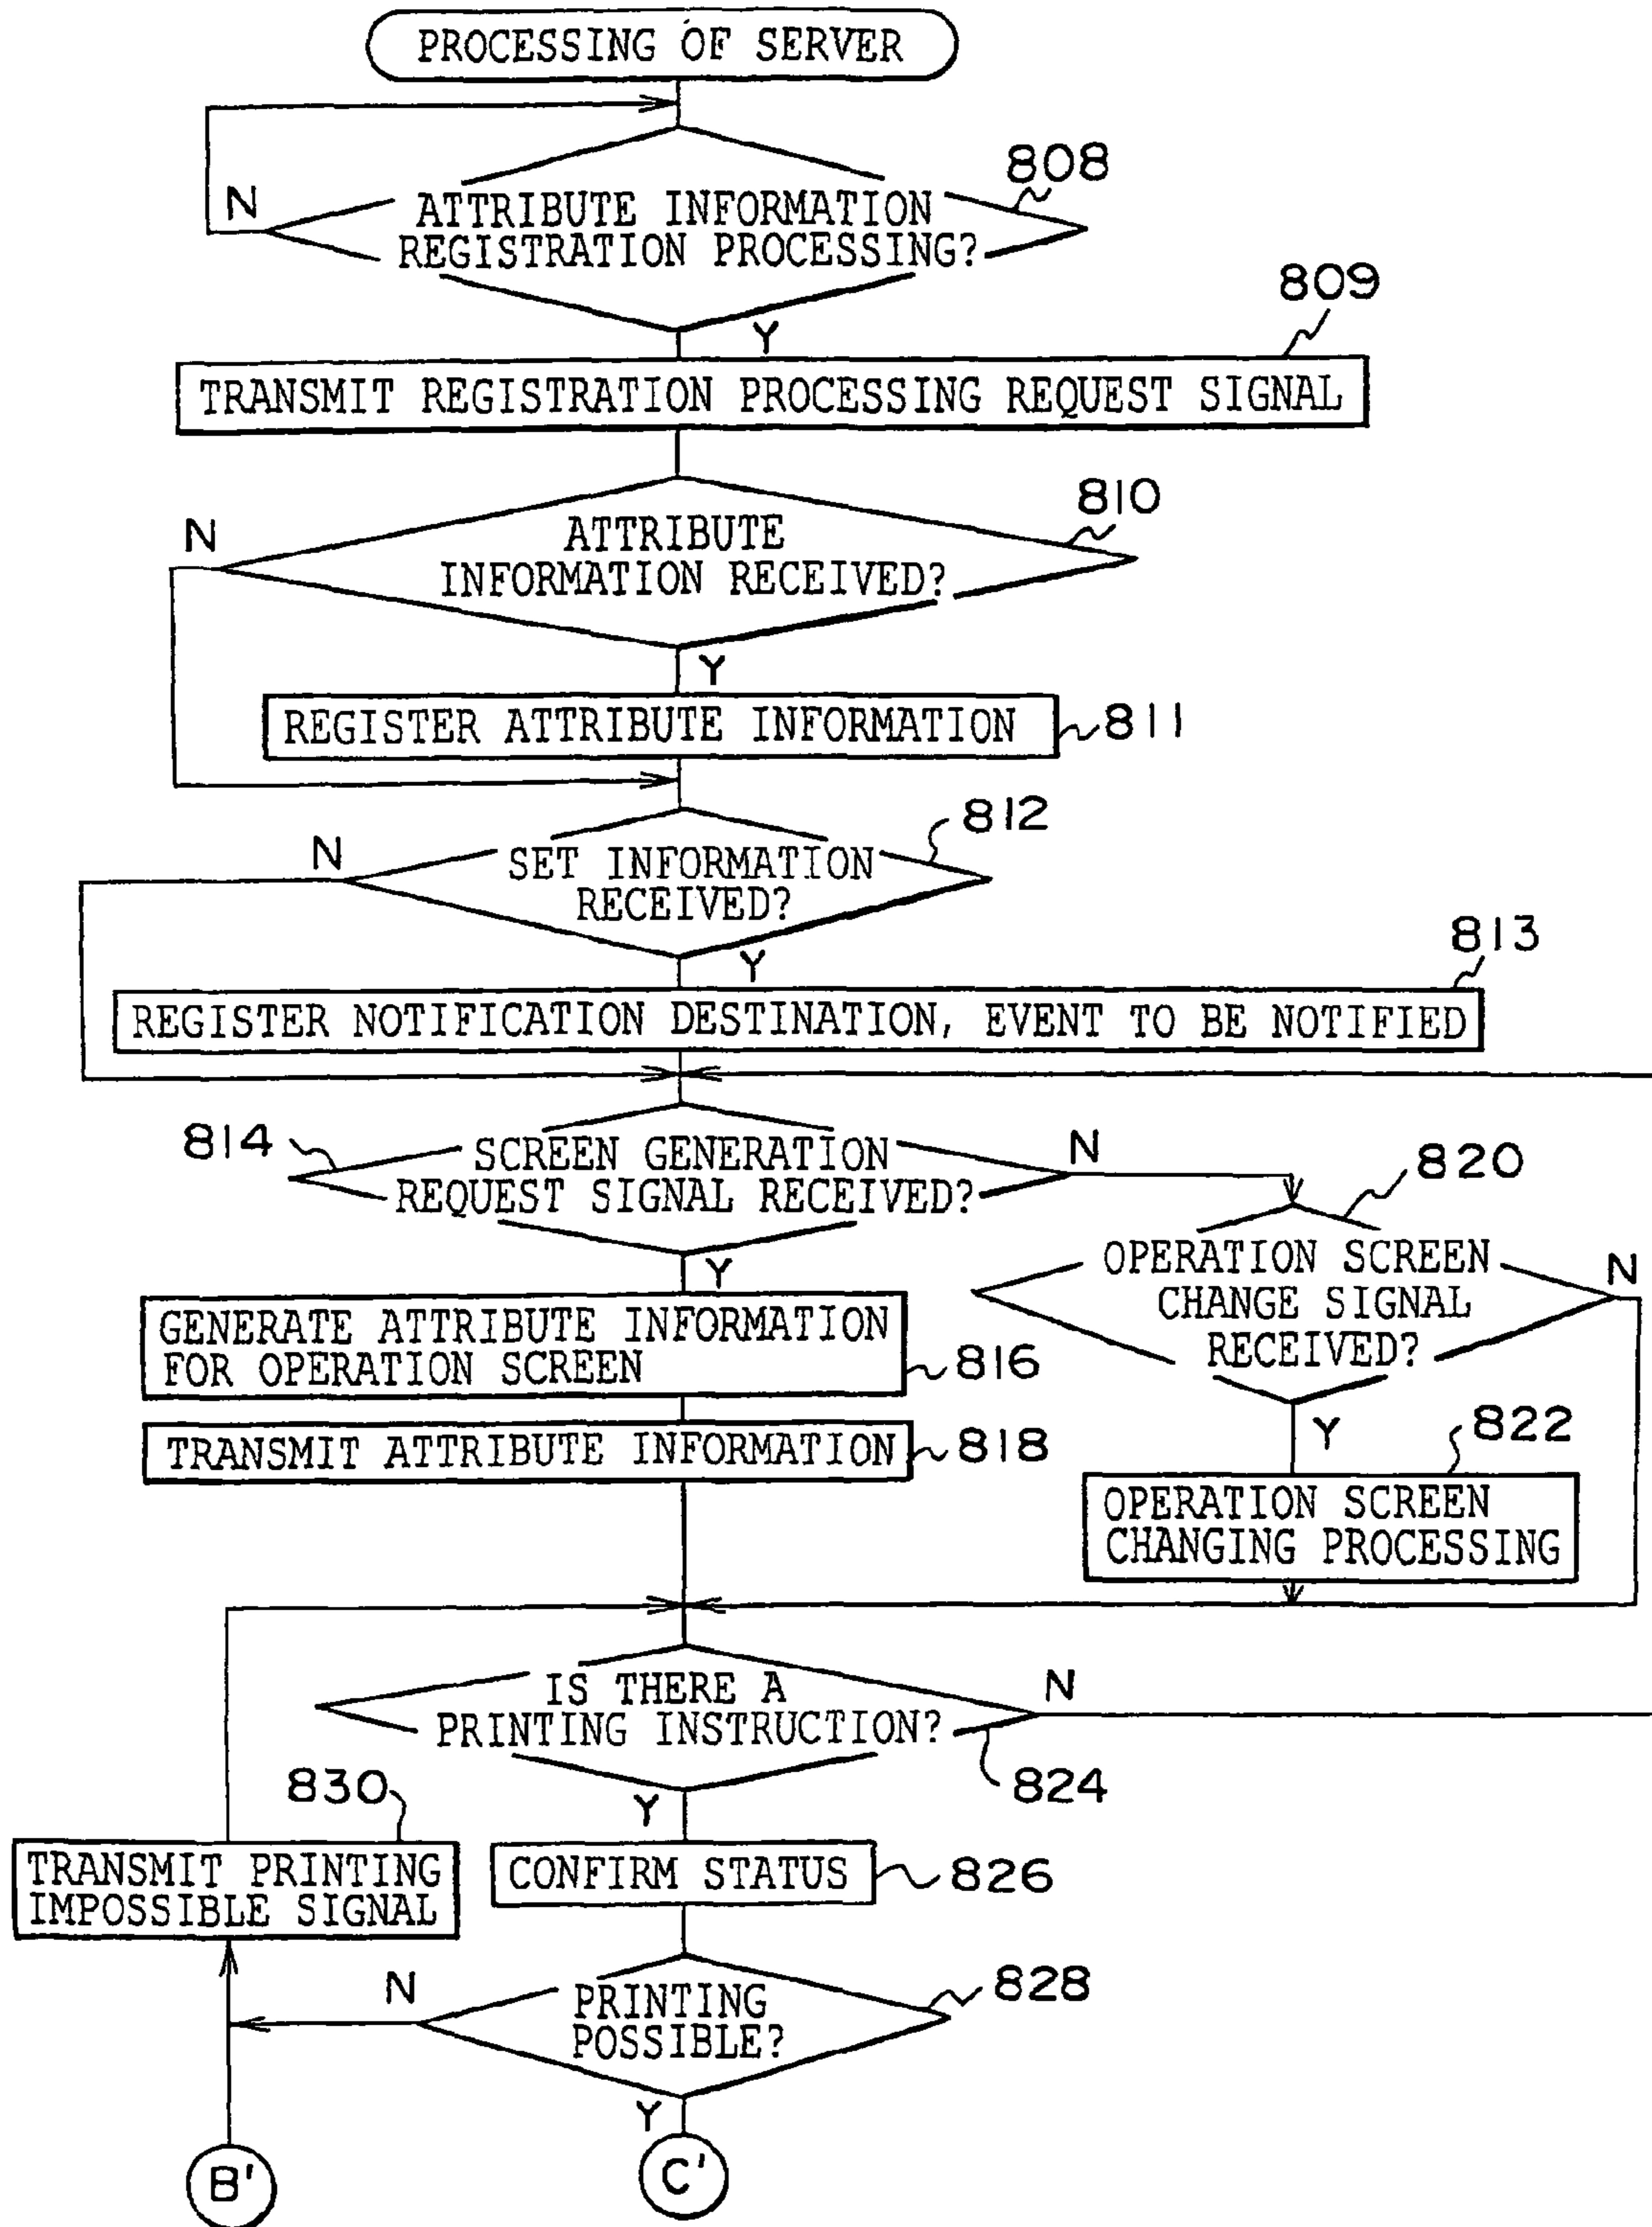 PROCESSING OF SERVER
808
N
ATTRIBUTE INFORMATION
REGISTRATION PROCESSING?
809
Y
TRANSMIT REGISTRATION PROCESSING REQUEST SIGNAL
810
N
ATTRIBUTE
INFORMATION RECEIVED?
Y
REGISTER ATTRIBUTE INFORMATION
811
812
N
SET INFORMATION
RECEIVED?
813
Y
REGISTER NOTIFICATION DESTINATION, EVENT TO BE NOTIFIED
814
SCREEN GENERATION
REQUEST SIGNAL RECEIVED?
N
820
Y
OPERATION SCREEN
CHANGE SIGNAL
RECEIVED?
N
GENERATE ATTRIBUTE INFORMATION
FOR OPERATION SCREEN
816
TRANSMIT ATTRIBUTE INFORMATION
818
Y
822
OPERATION SCREEN
CHANGING PROCESSING
IS THERE A
PRINTING INSTRUCTION?
N
824
830
Y
TRANSMIT PRINTING
IMPOSSIBLE SIGNAL
CONFIRM STATUS
826
N
PRINTING
POSSIBLE?
828
Y
B'
C'